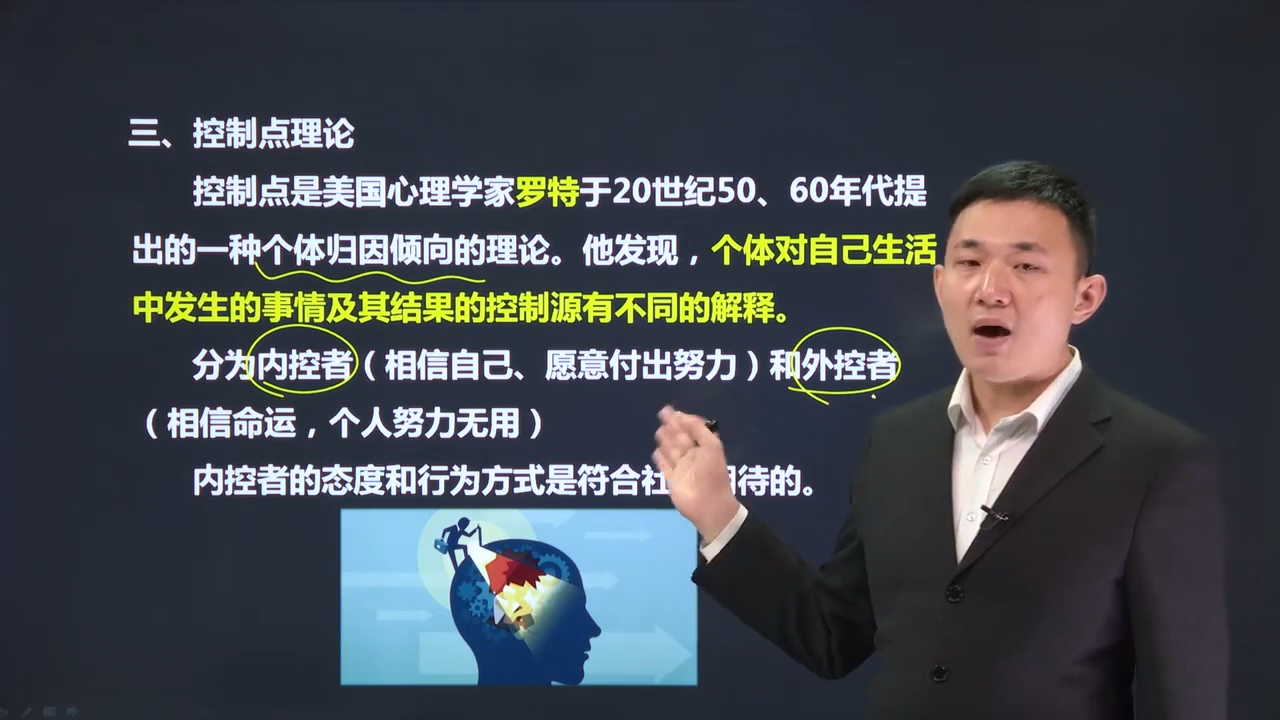 三、控制点理论
控制点是美国心理学家罗特于20世纪50、60年代提
出的一种个体归因倾向的理论。他发现，个体对自己生活
中发生的事情及其结果的控制源有不同的解释。
分为内控者（相信自己、愿意付出努力）和外控者
（相信命运，个人努力无用）
内控者的态度和行为方式是符合社期待的。